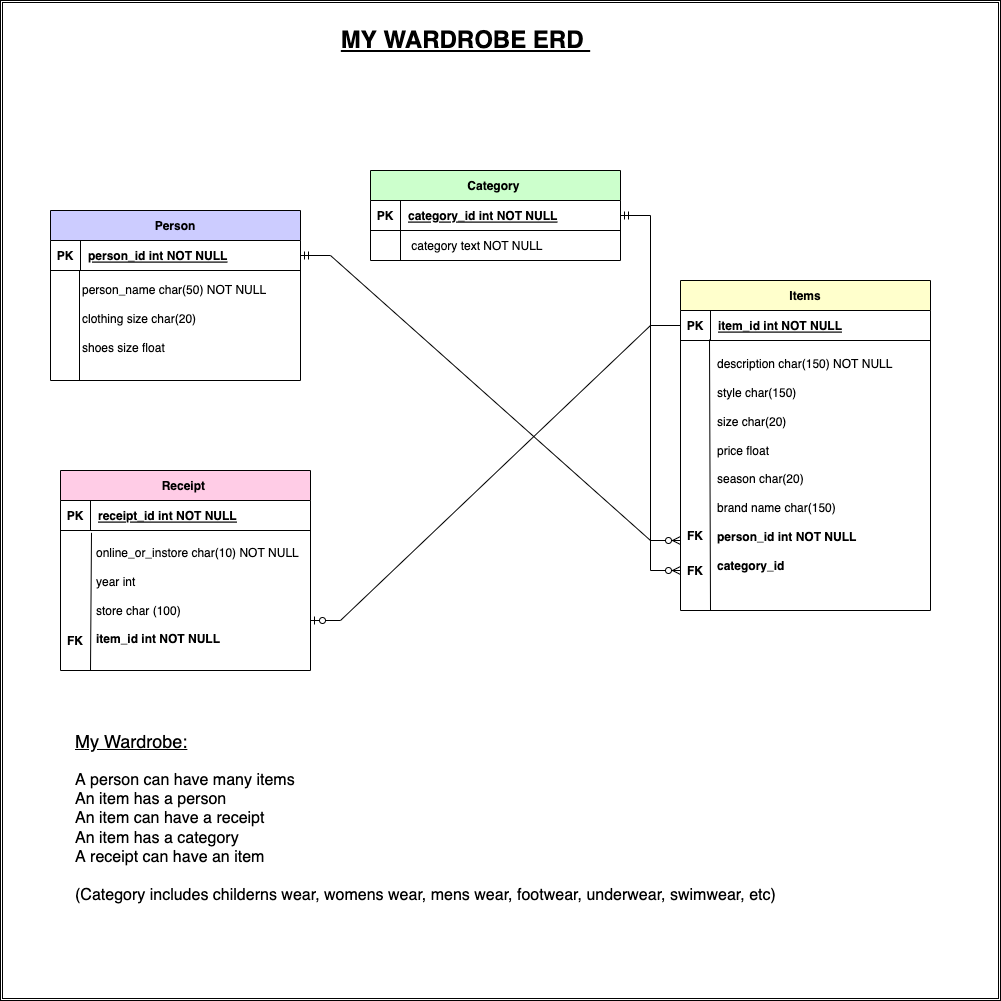 MY WARDROBE ERD
Category
PK category_id int NOT NULL
category text NOT NULL
Person
PK person_id int NOT NULL
person_name char(50) NOT NULL
clothing size char(20)
shoes size float
Items
PK item_id int NOT NULL
description char(150) NOT NULL
style char(150)
size char(20)
price float
season char(20)
brand name char(150)
FK person_id int NOT NULL
FK category_id
Receipt
PK receipt_id int NOT NULL
online_or_instore char(10) NOT NULL
year int
store char (100)
FK item_id int NOT NULL
My Wardrobe:
A person can have many items
An item has a person
An item can have a receipt
An item has a category
A receipt can have an item
(Category includes childerns wear, womens wear, mens wear, footwear, underwear, swimwear, etc)